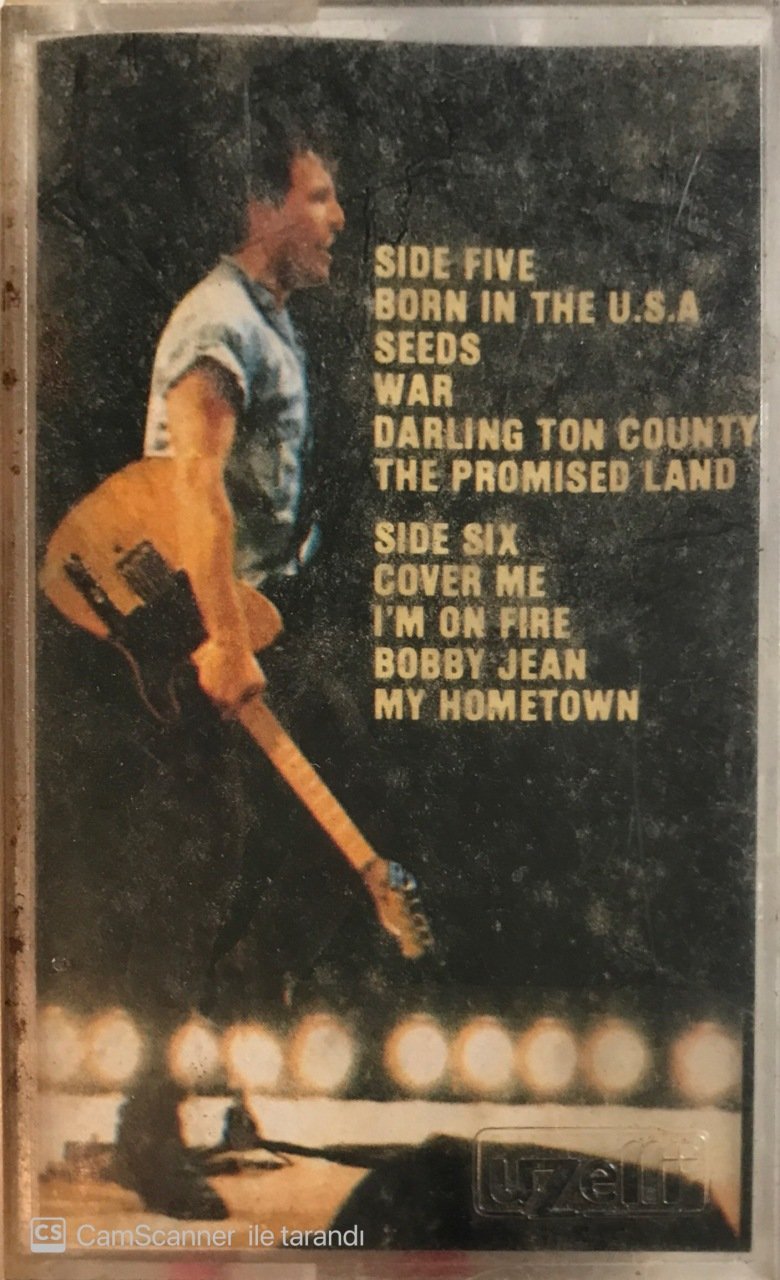 SIDE FIVE
BORN IN THE U.S.A
SEEDS
WAR
DARLING TON COUNTY
THE PROMISED LAND
SIDE SIX
COVER ME
I'M ON FIRE
BOBBY JEAN
MY HOMETOWN
uzelli
CS CamScanner ile tarandı